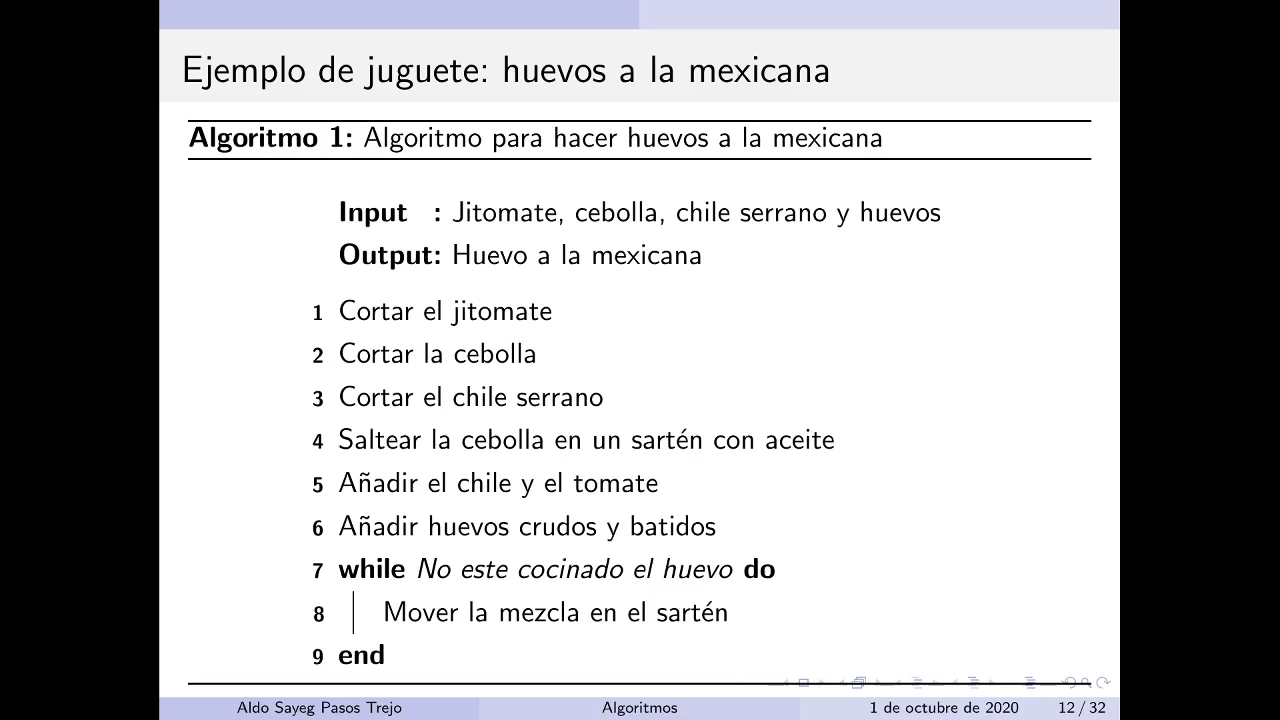 Ejemplo de juguete: huevos a la mexicana
Algoritmo 1: Algoritmo para hacer huevos a la mexicana
Input : Jitomate, cebolla, chile serrano y huevos
Output: Huevo a la mexicana
1 Cortar el jitomate
2 Cortar la cebolla
3 Cortar el chile serrano
4 Saltear la cebolla en un sartén con aceite
5 Añadir el chile y el tomate
6 Añadir huevos crudos y batidos
7 while No este cocinado el huevo do
8 Mover la mezcla en el sartén
9 end
Aldo Sayeg Pasos Trejo Algoritmos 1 de octubre de 2020 12 / 32